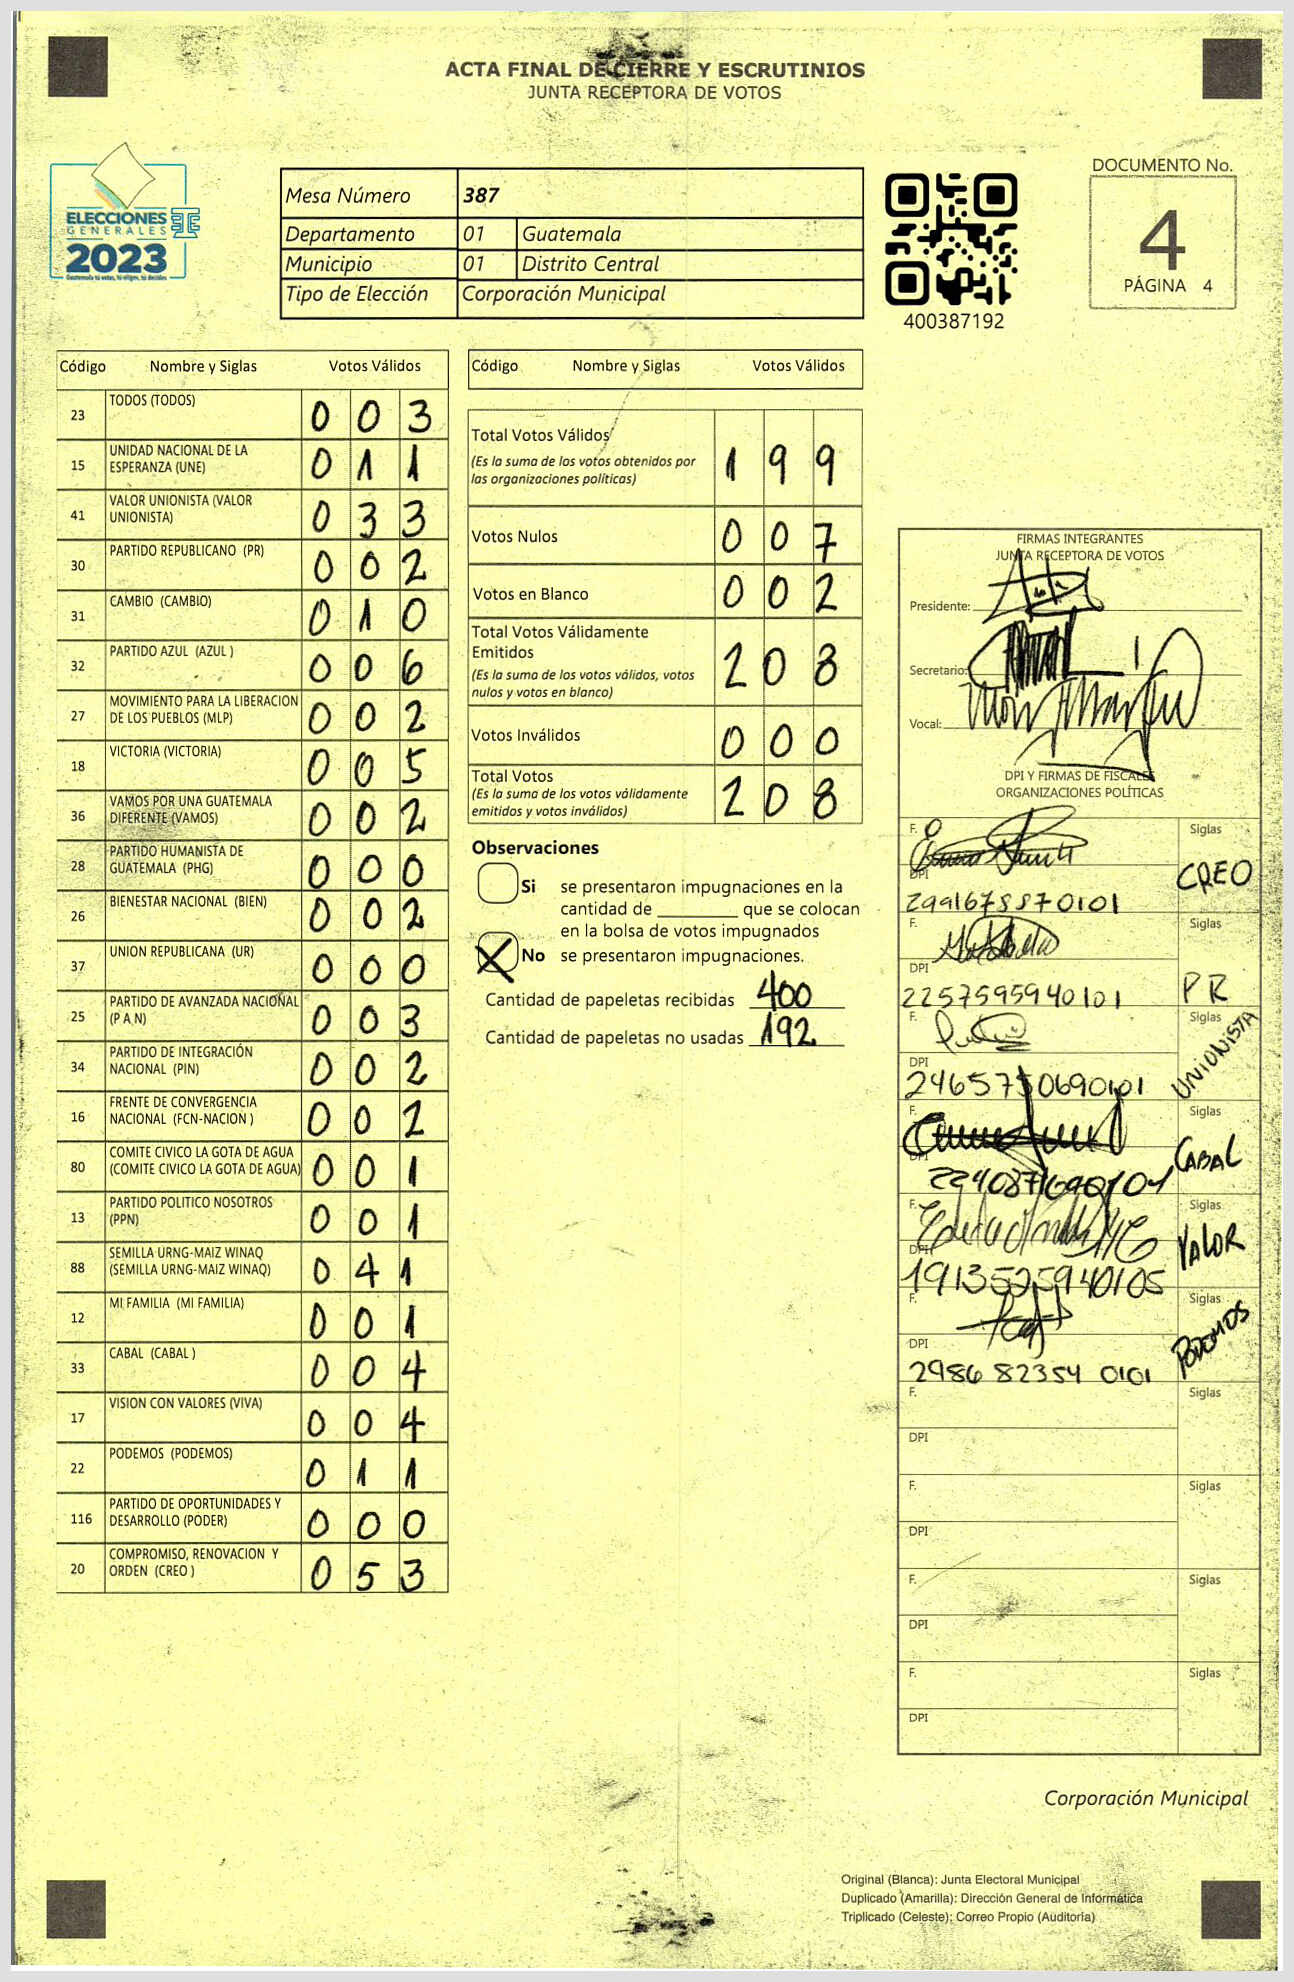 ACTA FINAL DE CIERRE Y ESCRUTINIOS
JUNTA RECEPTORA DE VOTOS
ELECCIONES
GENERALES
2023
Guatemala tú votas, tú eliges, tú decides
Mesa Número 387
Departamento 01 Guatemala
Municipio 01 Distrito Central
Tipo de Elección Corporación Municipal
400387192
DOCUMENTO No.
4
PÁGINA 4
Código Nombre y Siglas Votos Válidos
23 TODOS (TODOS) 0 0 3
15 UNIDAD NACIONAL DE LA
ESPERANZA (UNE) 0 1 1
41 VALOR UNIONISTA (VALOR
UNIONISTA) 0 3 3
30 PARTIDO REPUBLICANO (PR) 0 0 2
31 CAMBIO (CAMBIO) 0 1 0
32 PARTIDO AZUL (AZUL ) 0 0 6
27 MOVIMIENTO PARA LA LIBERACION
DE LOS PUEBLOS (MLP) 0 0 2
18 VICTORIA (VICTORIA) 0 0 5
36 VAMOS POR UNA GUATEMALA
DIFERENTE (VAMOS) 0 0 2
28 PARTIDO HUMANISTA DE
GUATEMALA (PHG) 0 0 0
26 BIENESTAR NACIONAL (BIEN) 0 0 2
37 UNION REPUBLICANA (UR) 0 0 0
25 PARTIDO DE AVANZADA NACIONAL
(P A N) 0 0 3
34 PARTIDO DE INTEGRACIÓN
NACIONAL (PIN) 0 0 2
16 FRENTE DE CONVERGENCIA
NACIONAL (FCN-NACION ) 0 0 2
80 COMITE CIVICO LA GOTA DE AGUA
(COMITE CIVICO LA GOTA DE AGUA) 0 0 1
13 PARTIDO POLITICO NOSOTROS
(PPN) 0 0 1
88 SEMILLA URNG-MAIZ WINAQ
(SEMILLA URNG-MAIZ WINAQ) 0 4 1
12 MI FAMILIA (MI FAMILIA) 0 0 1
33 CABAL (CABAL ) 0 0 4
17 VISION CON VALORES (VIVA) 0 0 4
22 PODEMOS (PODEMOS) 0 1 1
116 PARTIDO DE OPORTUNIDADES Y
DESARROLLO (PODER) 0 0 0
20 COMPROMISO, RENOVACION Y
ORDEN (CREO ) 0 5 3
Código Nombre y Siglas Votos Válidos
Total Votos Válidos 1 9 9
(Es la suma de los votos obtenidos por
las organizaciones políticas)
Votos Nulos 0 0 7
Votos en Blanco 0 0 2
Total Votos Válidamente
Emitidos 2 0 8
(Es la suma de los votos válidos, votos
nulos y votos en blanco)
Votos Inválidos 0 0 0
Total Votos 2 0 8
(Es la suma de los votos válidamente
emitidos y votos inválidos)
Observaciones
Si se presentaron impugnaciones en la
cantidad de ________ que se colocan
en la bolsa de votos impugnados
X No se presentaron impugnaciones.
Cantidad de papeletas recibidas 400
Cantidad de papeletas no usadas 192
FIRMAS INTEGRANTES
JUNTA RECEPTORA DE VOTOS
Presidente:
Secretario:
Vocal:
DPI Y FIRMAS DE FISCALES
ORGANIZACIONES POLÍTICAS
F. Siglas
DPI CREO
2991678870101
F. Siglas
DPI PR
2257595940101
F. Siglas
DPI UNIONISTA
2465750690101
F. Siglas
DPI CABAL
F. Siglas
DPI VALOR
1913525940105
F. Siglas
DPI PODEMOS
2986 82354 0101
F. Siglas
DPI
F. Siglas
DPI
F. Siglas
DPI
F. Siglas
DPI
Corporación Municipal
Original (Blanca): Junta Electoral Municipal
Duplicado (Amarilla): Dirección General de Informática
Triplicado (Celeste): Correo Propio (Auditoría)